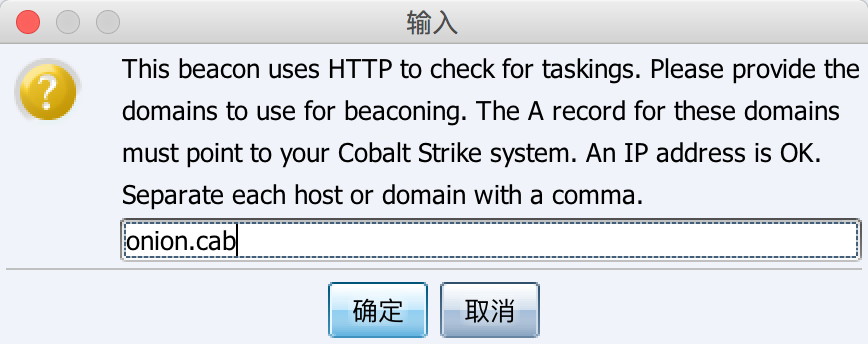 输入
This beacon uses HTTP to check for taskings. Please provide the
domains to use for beaconing. The A record for these domains
must point to your Cobalt Strike system. An IP address is OK.
Separate each host or domain with a comma.
onion.cab
确定 取消